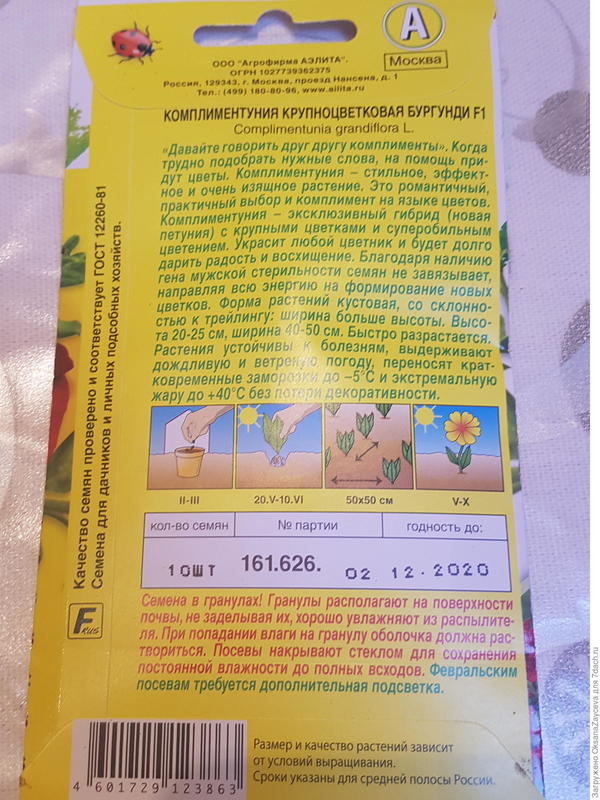 А
Москва
ООО "Агрофирма АЭЛИТА".
ОГРН 1027739362375
Россия, 129343, г. Москва, проезд Нансена, д. 1
Тел.: (499) 180-80-96, www.ailita.ru
КОМПЛИМЕНТУНИЯ КРУПНОЦВЕТКОВАЯ БУРГУНДИ F1
Complimentunia grandiflora L.
«Давайте говорить друг другу комплименты». Когда
трудно подобрать нужные слова, на помощь при-
дут цветы. Комплиментуния – стильное, эффект-
ное и очень изящное растение. Это романтичный,
практичный выбор и комплимент на языке цветов.
Комплиментуния – эксклюзивный гибрид (новая
петуния) с крупными цветками и суперобильным
цветением. Украсит любой цветник и будет долго
дарить радость и восхищение. Благодаря наличию
гена мужской стерильности семян не завязывает,
направляя всю энергию на формирование новых
цветков. Форма растений кустовая, со склонно-
стью к трейлингу: ширина больше высоты. Высо-
та 20-25 см, ширина 40-50 см. Быстро разрастается.
Растения устойчивы к болезням, выдерживают
дождливую и ветреную погоду, переносят крат-
ковременные заморозки до –5°С и экстремальную
жару до +40°С без потери декоративности.
II-III
20.V-10.VI
50х50 см
V-X
кол-во семян
№ партии
годность до:
10ШТ
161.626.
02 12.2020
Семена в гранулах! Гранулы располагают на поверхности
почвы, не заделывая их, хорошо увлажняют из распылите-
ля. При попадании влаги на гранулу оболочка должна рас-
твориться. Посевы накрывают стеклом для сохранения
постоянной влажности до полных всходов. Февральским
посевам требуется дополнительная подсветка.
Размер и качество растений зависит
от условий выращивания.
Сроки указаны для средней полосы России.
4 601729 123863
F RUS
Качество семян проверено и соответствует ГОСТ 12260-81
Семена для дачников и личных подсобных хозяйств.
Загружено OksanaZayceva для 7dach.ru